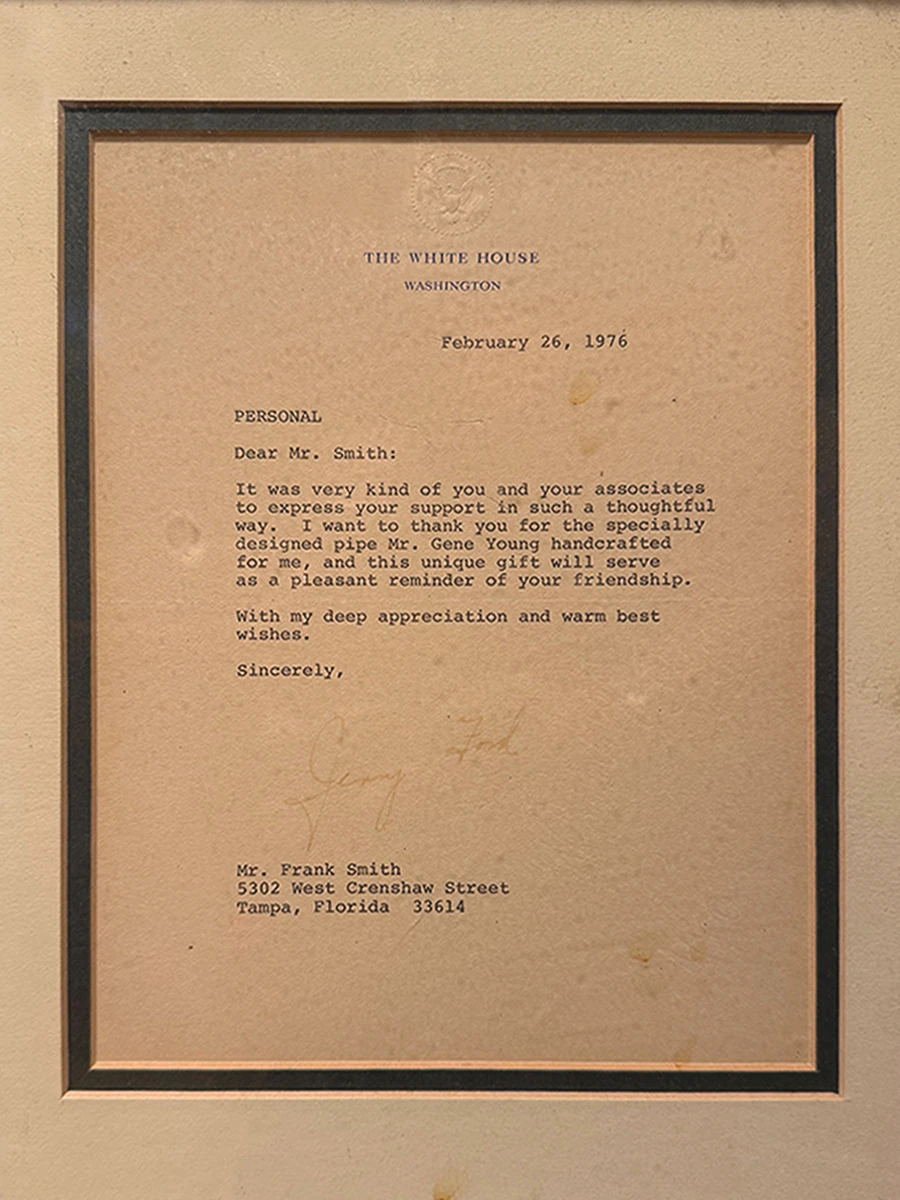 THE WHITE HOUSE
WASHINGTON
February 26, 1976
PERSONAL
Dear Mr. Smith:
It was very kind of you and your associates
to express your support in such a thoughtful
way.  I want to thank you for the specially
designed pipe Mr. Gene Young handcrafted
for me, and this unique gift will serve
as a pleasant reminder of your friendship.
With my deep appreciation and warm best
wishes.
Sincerely,
Jerry Ford
Mr. Frank Smith
5302 West Crenshaw Street
Tampa, Florida  33614